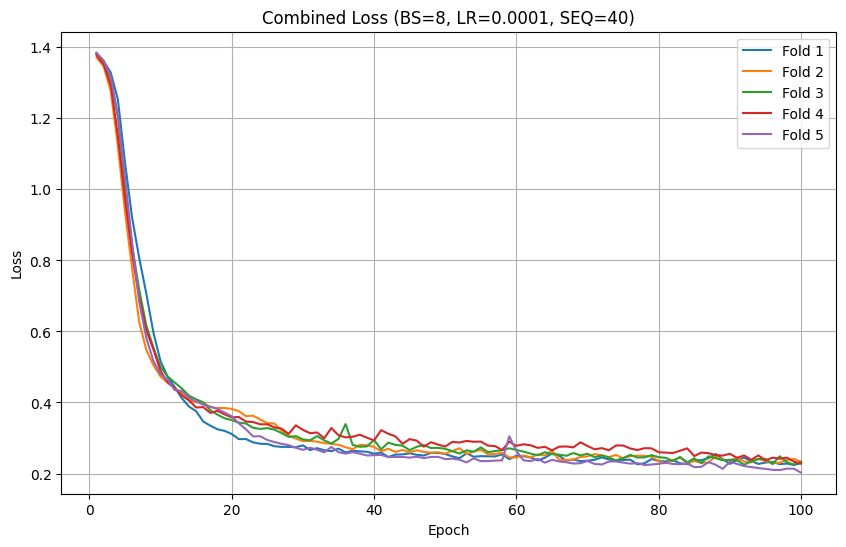 Combined Loss (BS=8, LR=0.0001, SEQ=40)
Fold 1
Fold 2
Fold 3
Fold 4
Fold 5
Loss
1.4
1.2
1.0
0.8
0.6
0.4
0.2
0 20 40 60 80 100
Epoch